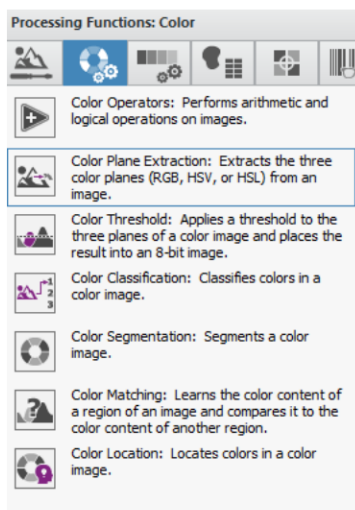 Processing Functions: Color
Color Operators: Performs arithmetic and
logical operations on images.
Color Plane Extraction: Extracts the three
color planes (RGB, HSV, or HSL) from an
image.
Color Threshold: Applies a threshold to the
three planes of a color image and places the
result into an 8-bit image.
1
2
3
Color Classification: Classifies colors in a
color image.
Color Segmentation: Segments a color
image.
Color Matching: Learns the color content of
a region of an image and compares it to the
color content of another region.
Color Location: Locates colors in a color
image.